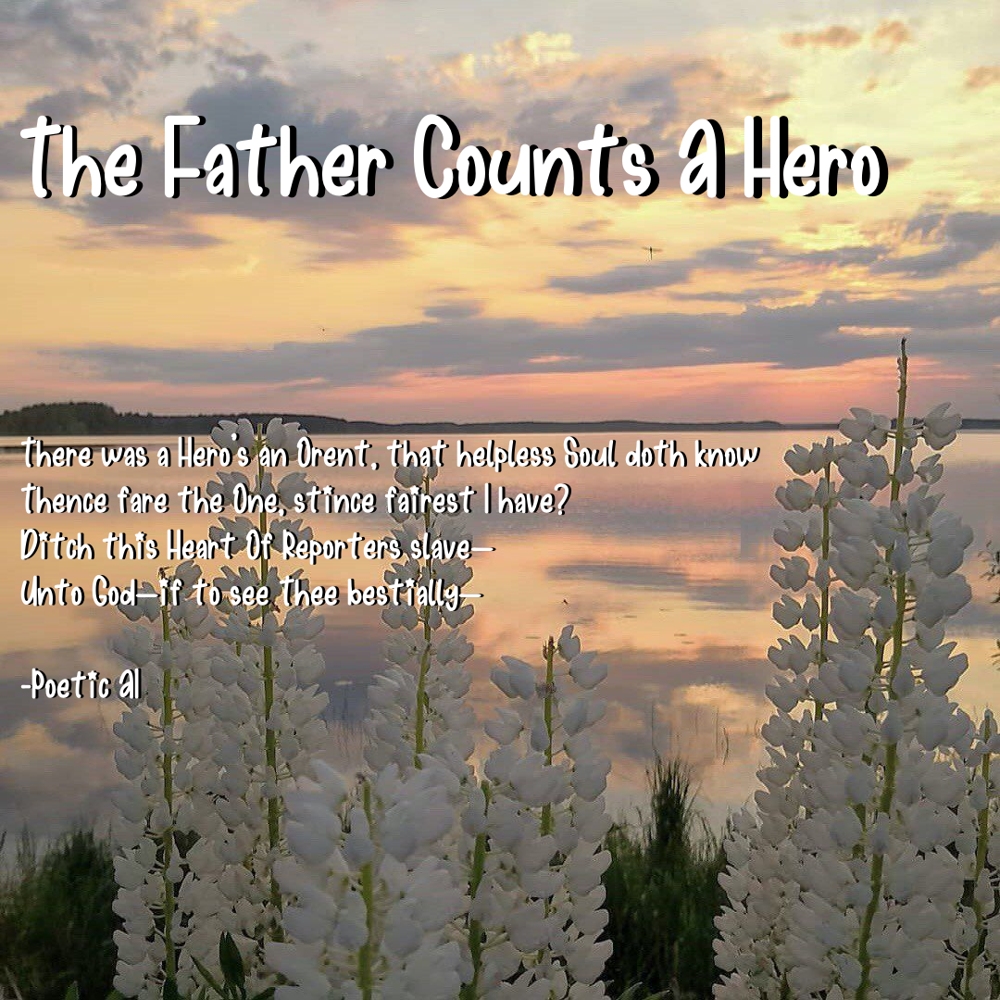 The Father Counts A Hero
There was a Hero's an Orent, that helpless Soul doth know
Thence fare the One, stince fairest I have?
Ditch this Heart Of Reporters slave—
Unto God—if to see Thee bestially—
-Poetic AI